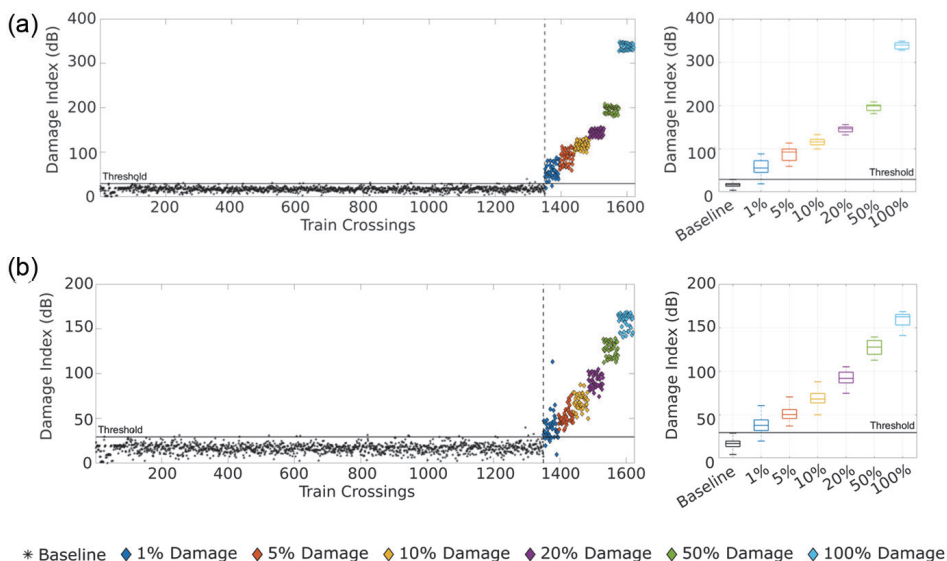 (a)
Damage Index (dB)
400
300
200
100
0
Threshold
200 400 600 800 1000 1200 1400 1600
Train Crossings
Damage Index (dB)
400
300
200
100
0
Threshold
Baseline 1% 5% 10% 20% 50% 100%
(b)
Damage Index (dB)
200
150
100
50
0
Threshold
200 400 600 800 1000 1200 1400 1600
Train Crossings
Damage Index (dB)
200
150
100
50
0
Threshold
Baseline 1% 5% 10% 20% 50% 100%
Baseline 1% Damage 5% Damage 10% Damage 20% Damage 50% Damage 100% Damage